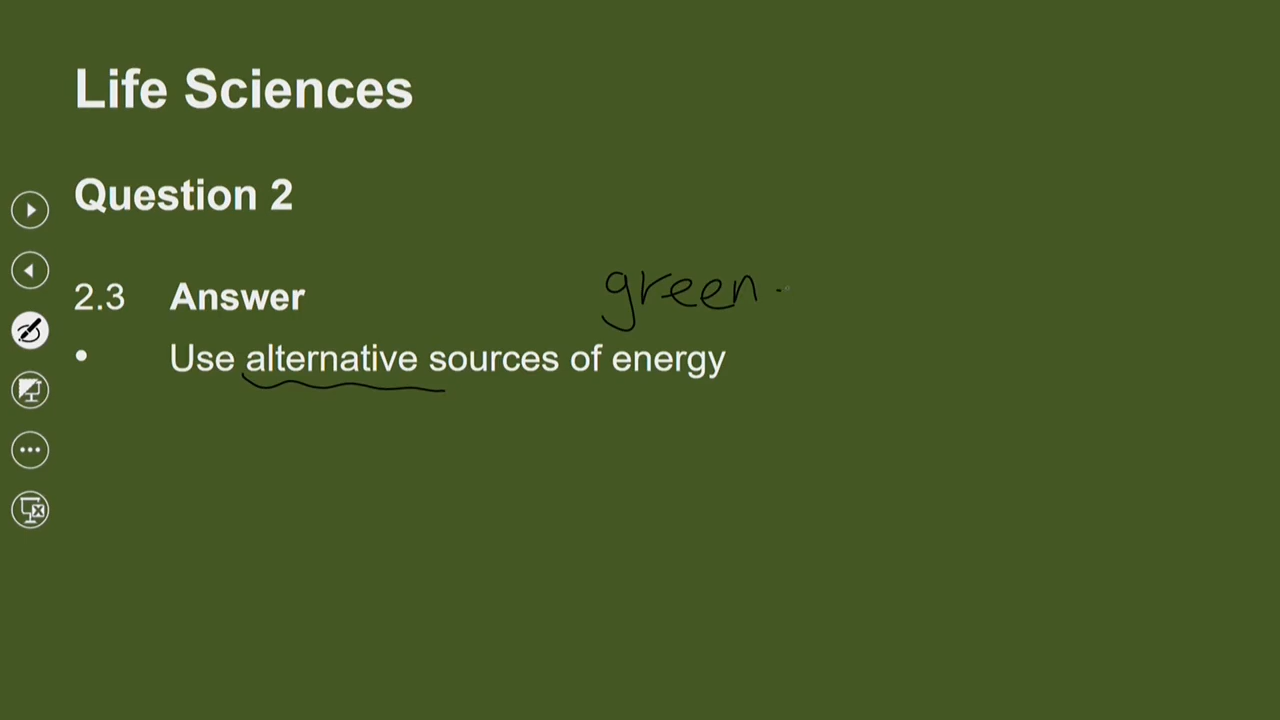 Life Sciences
Question 2
green
2.3 Answer
• Use alternative sources of energy